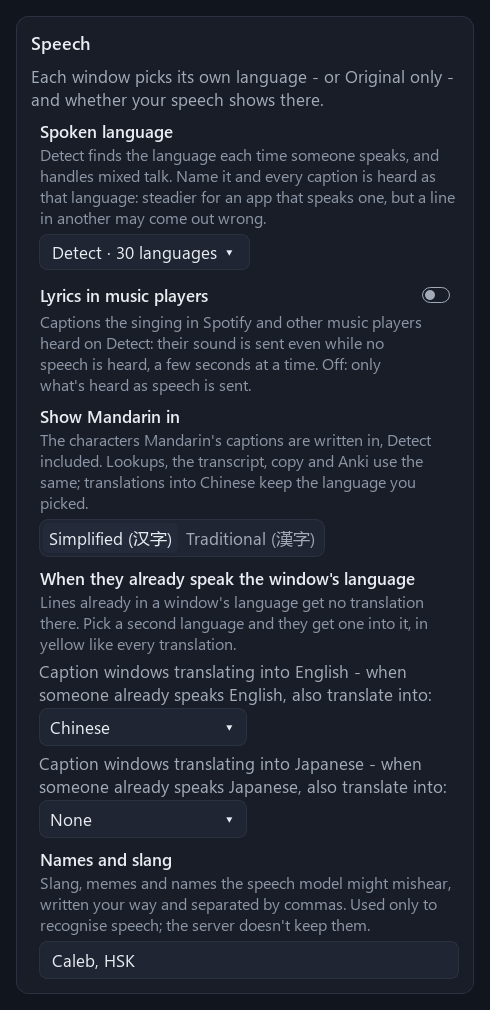 Speech
Each window picks its own language - or Original only -
and whether your speech shows there.
Spoken language
Detect finds the language each time someone speaks, and
handles mixed talk. Name it and every caption is heard as
that language: steadier for an app that speaks one, but a line
in another may come out wrong.
Detect · 30 languages ▾
Lyrics in music players
Captions the singing in Spotify and other music players
heard on Detect: their sound is sent even while no
speech is heard, a few seconds at a time. Off: only
what's heard as speech is sent.
Show Mandarin in
The characters Mandarin's captions are written in, Detect
included. Lookups, the transcript, copy and Anki use the
same; translations into Chinese keep the language you
picked.
Simplified (汉字) Traditional (漢字)
When they already speak the window's language
Lines already in a window's language get no translation
there. Pick a second language and they get one into it, in
yellow like every translation.
Caption windows translating into English - when
someone already speaks English, also translate into:
Chinese ▾
Caption windows translating into Japanese - when
someone already speaks Japanese, also translate into:
None ▾
Names and slang
Slang, memes and names the speech model might mishear,
written your way and separated by commas. Used only to
recognise speech; the server doesn't keep them.
Caleb, HSK